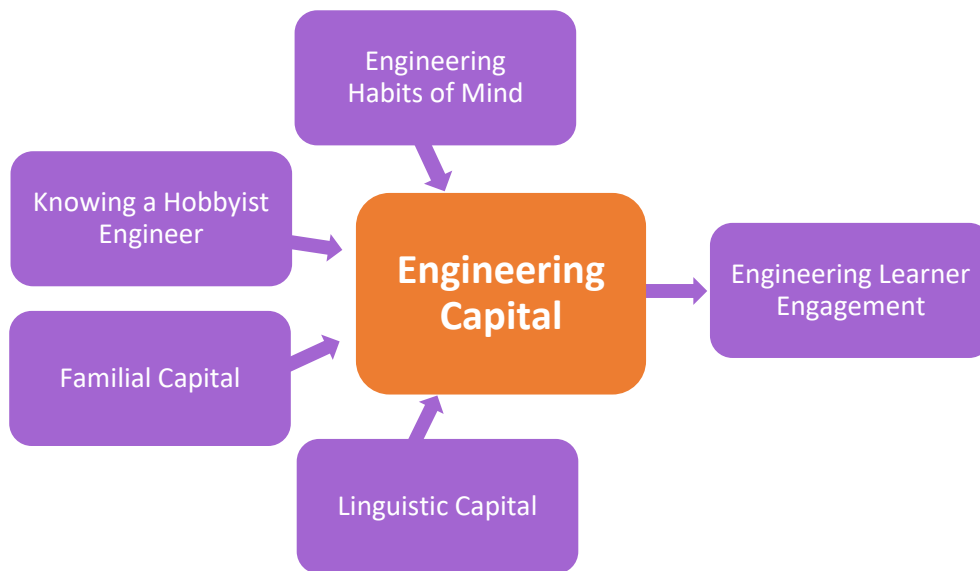 Engineering
Habits of Mind
Knowing a Hobbyist
Engineer
Engineering
Capital
Engineering Learner
Engagement
Familial Capital
Linguistic Capital